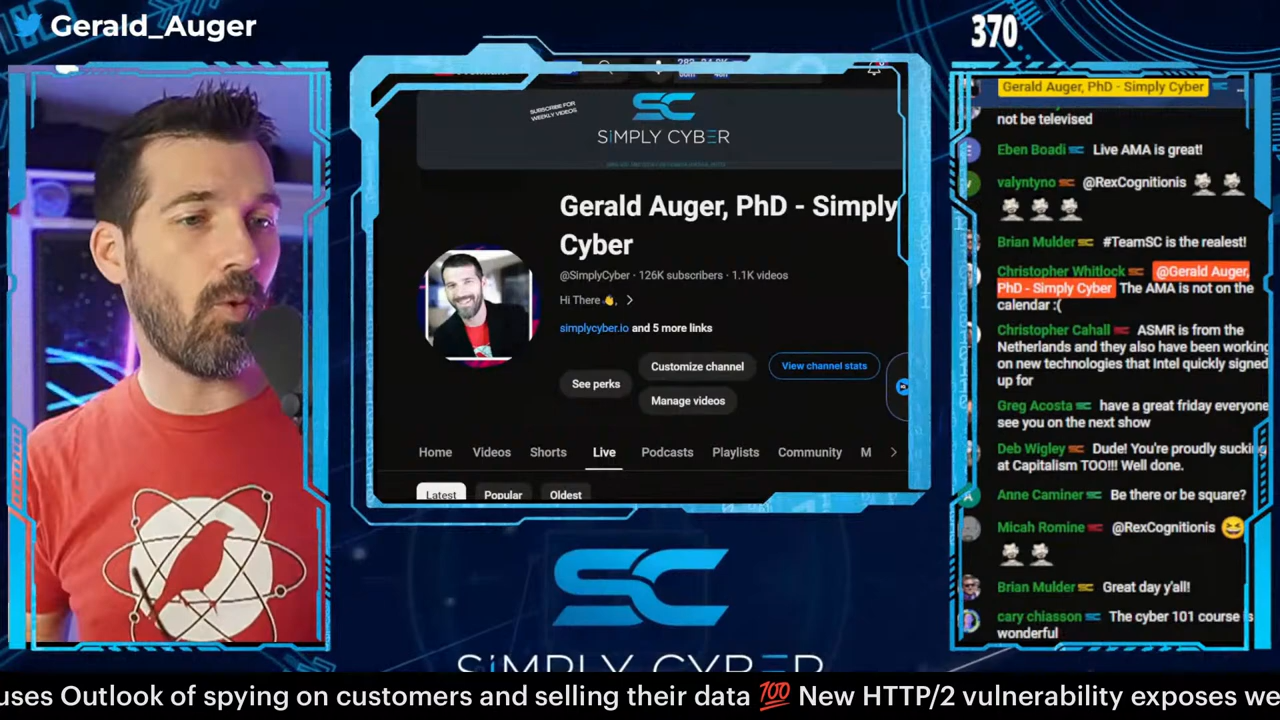 Gerald_Auger
370
SUBSCRIBE FOR
WEEKLY VIDEOS
SC
SIMPLY CYBER
Gerald Auger, PhD - Simply
Cyber
@SimplyCyber · 126K subscribers · 1.1K videos
Hi There 👋,
simplycyber.io and 5 more links
Customize channel
View channel stats
See perks
Manage videos
Home Videos Shorts Live Podcasts Playlists Community M
Latest Popular Oldest
SC
SIMPLY CYBER
Gerald Auger, PhD - Simply Cyber
not be televised
Eben Boadi Live AMA is great!
valyntyno @RexCognitionis
Brian Mulder #TeamSC is the realest!
Christopher Whitlock @Gerald Auger,
PhD - Simply Cyber The AMA is not on the
calendar :(
Christopher Cahall ASMR is from the
Netherlands and they also have been working
on new technologies that Intel quickly signed
up for
Greg Acosta have a great friday everyone
see you on the next show
Deb Wigley Dude! You're proudly sucking
at Capitalism TOO!!! Well done.
Anne Caminer Be there or be square?
Micah Romine @RexCognitionis 😆
Brian Mulder Great day y'all!
cary chiasson The cyber 101 course is
wonderful
uses Outlook of spying on customers and selling their data 💯 New HTTP/2 vulnerability exposes we